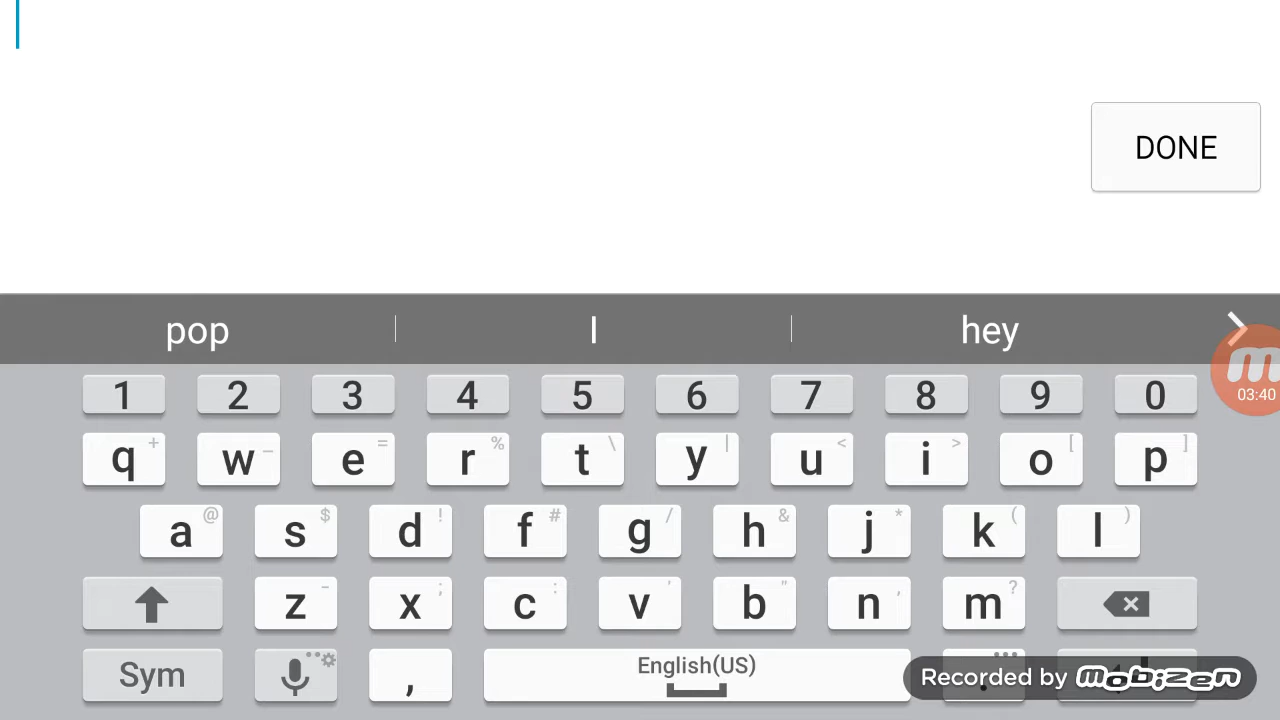 DONE
pop I hey
03:40
1 2 3 4 5 6 7 8 9 0
q + w _ e = r % t \ y | u < i > o [ p ]
a @ s $ d ! f # g / h & j * k ( l )
z - x ; c : v ' b " n , m ?
Sym , English(US) . Recorded by mobizen